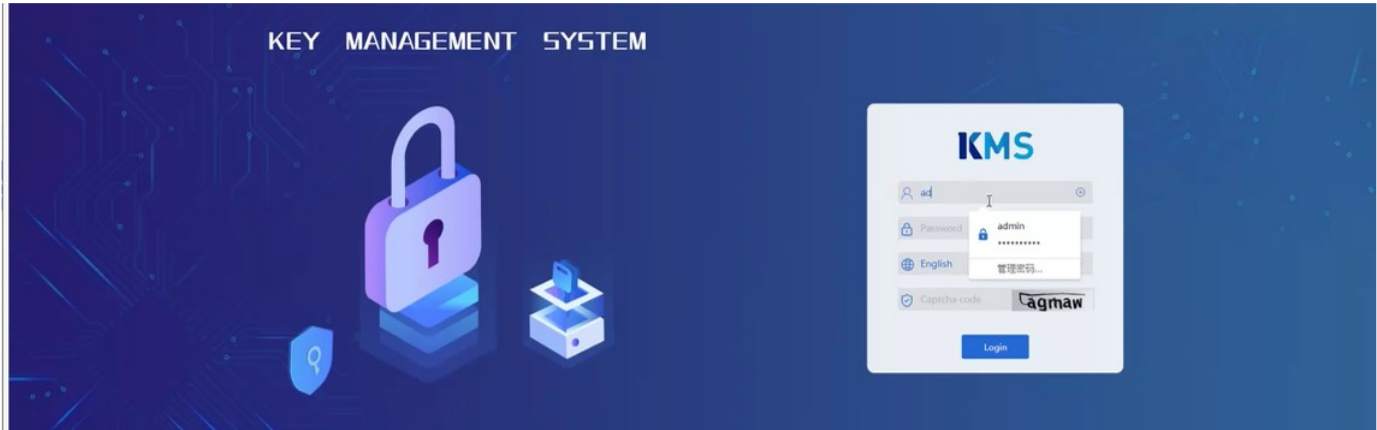 KEY MANAGEMENT SYSTEM
KMS
ad
Password
admin
••••••••••
English
管理密码...
Captcha code
agmaw
Login